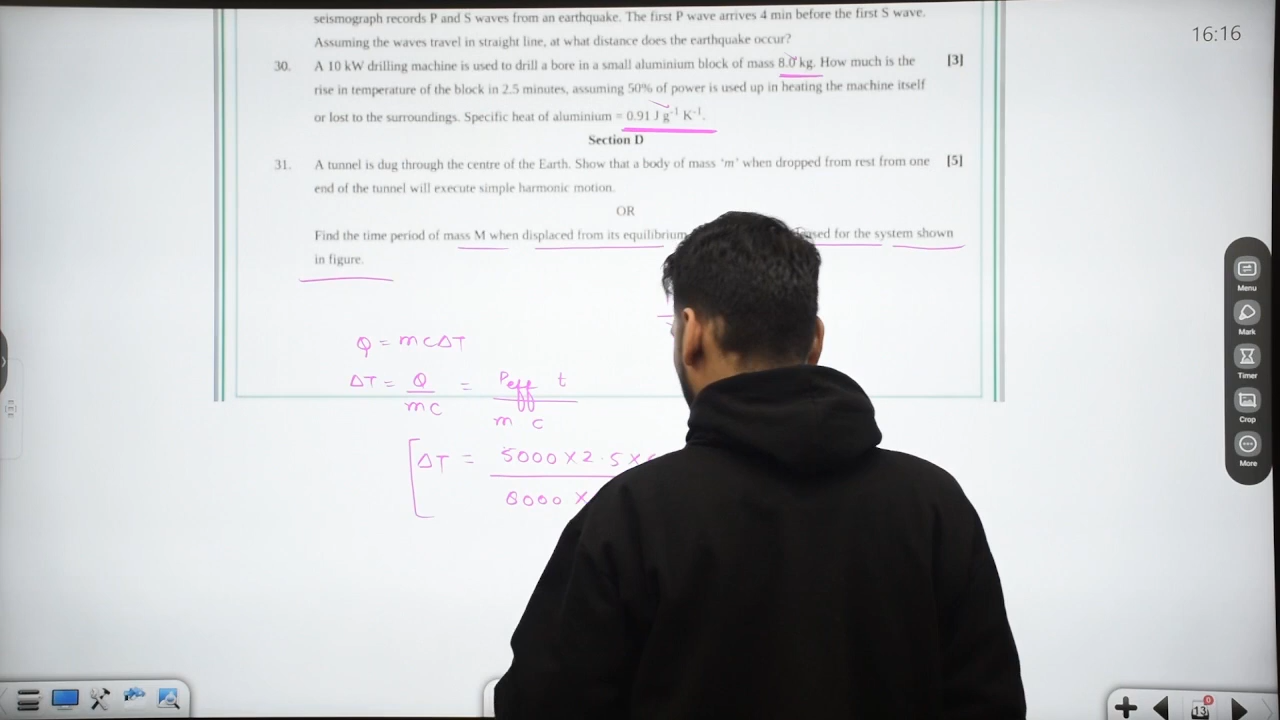 seismograph records P and S waves from an earthquake. The first P wave arrives 4 min before the first S wave.
16:16
Assuming the waves travel in straight line, at what distance does the earthquake occur?
30. A 10 kW drilling machine is used to drill a bore in a small aluminium block of mass 8.0 kg. How much is the [3]
rise in temperature of the block in 2.5 minutes, assuming 50% of power is used up in heating the machine itself
or lost to the surroundings. Specific heat of aluminium = 0.91 J g⁻¹ K⁻¹.
Section D
31. A tunnel is dug through the centre of the Earth. Show that a body of mass 'm' when dropped from rest from one [5]
end of the tunnel will execute simple harmonic motion.
OR
Find the time period of mass M when displaced from its equilibrium for the system shown
in figure.
Q = mcΔT
ΔT = Q/mc = Peff t / m c
ΔT = 5000 × 2.5 ×
8000 ×
Menu
Mark
Timer
Crop
More
13
0